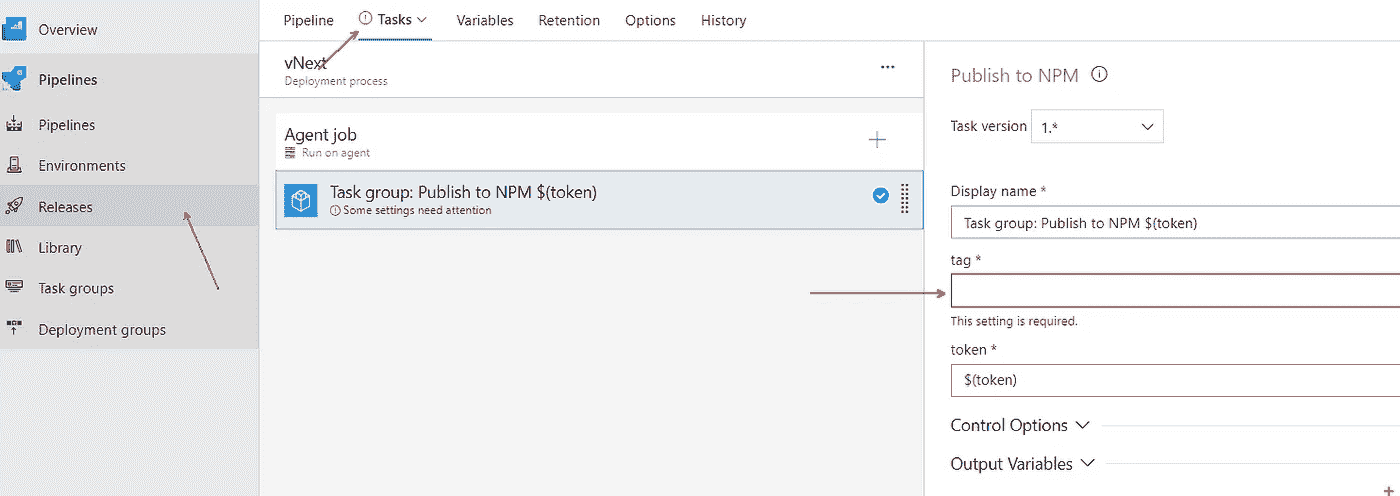 Overview
Pipelines
Pipelines
Environments
Releases
Library
Task groups
Deployment groups
Pipeline Tasks Variables Retention Options History
vNext
Deployment process
Agent job
Run on agent
Task group: Publish to NPM $(token)
Some settings need attention
Publish to NPM
Task version 1.*
Display name *
Task group: Publish to NPM $(token)
tag *
This setting is required.
token *
$(token)
Control Options
Output Variables